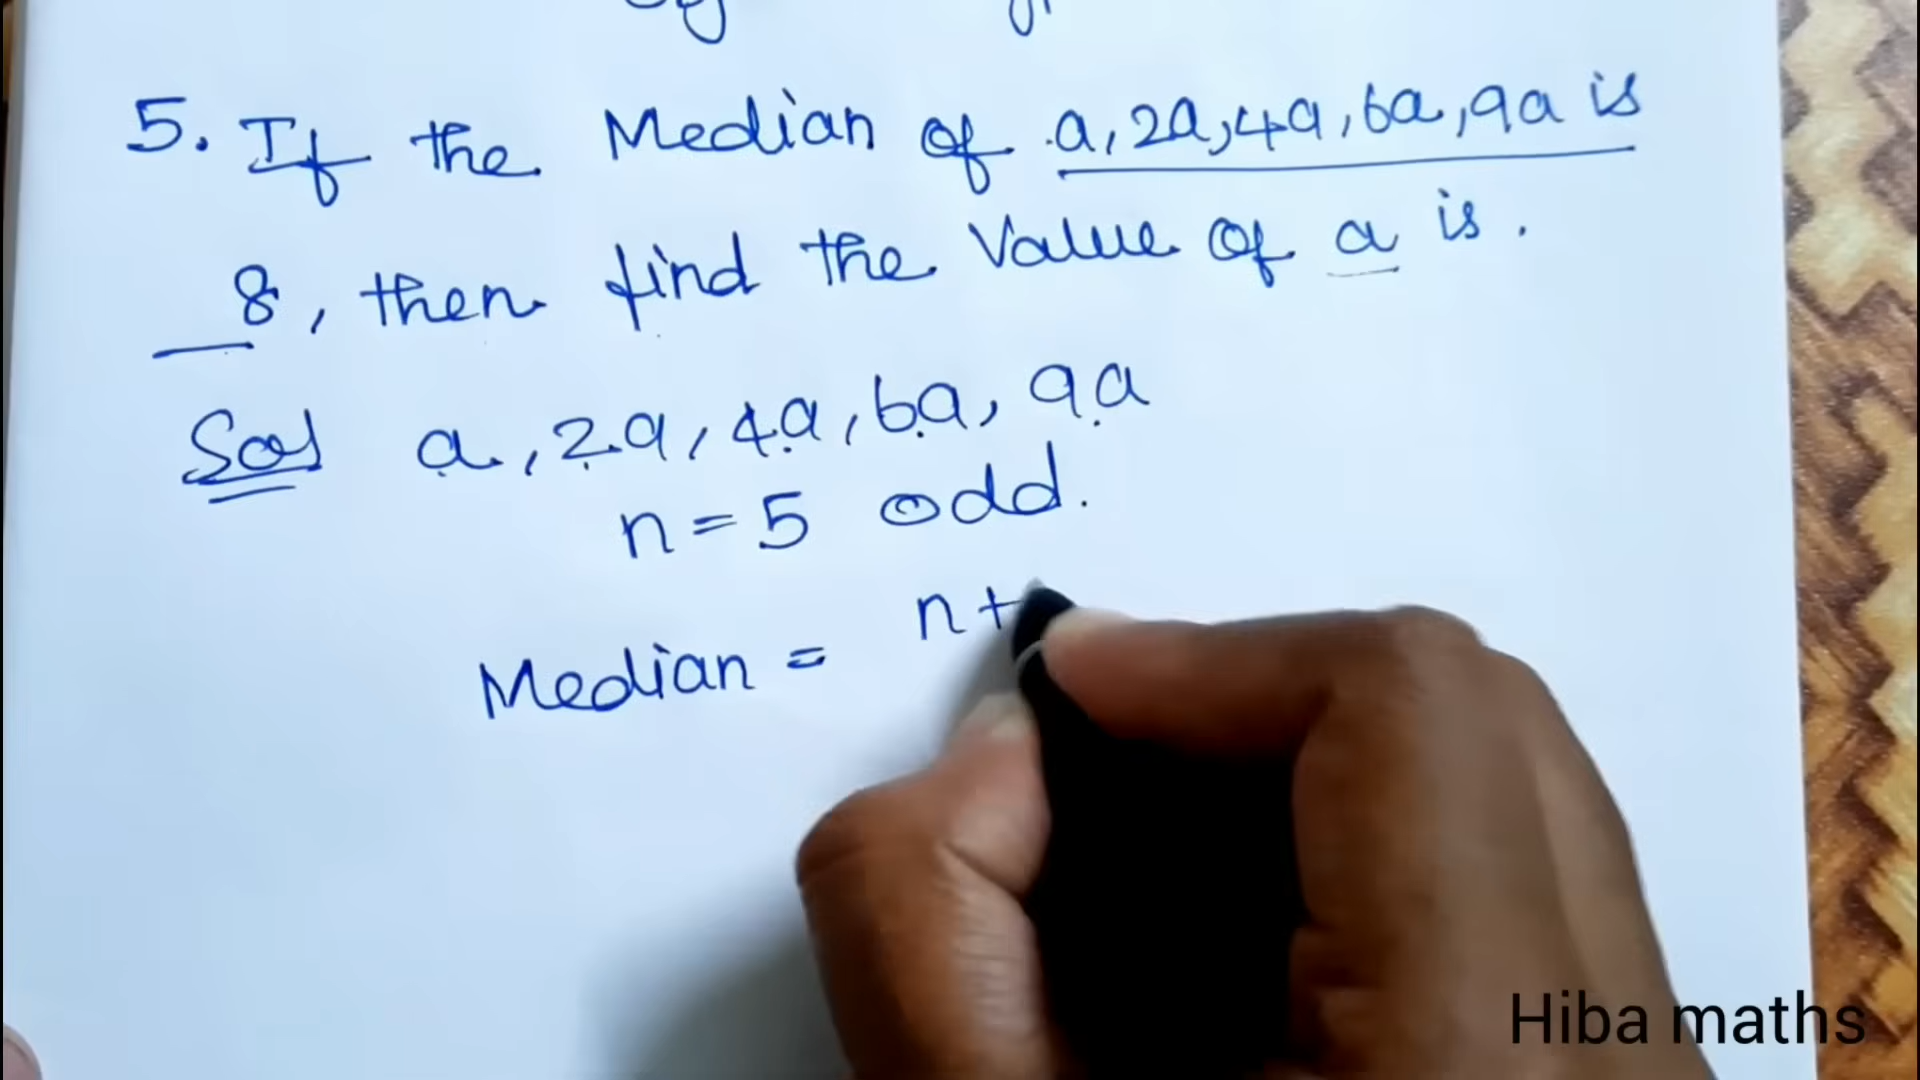 5. If the Median of a, 2a, 4a, 6a, 9a is
8, then find the Value of a is.
Sol a, 2a, 4a, 6a, 9a
n = 5 odd.
n +
Median =
Hiba maths